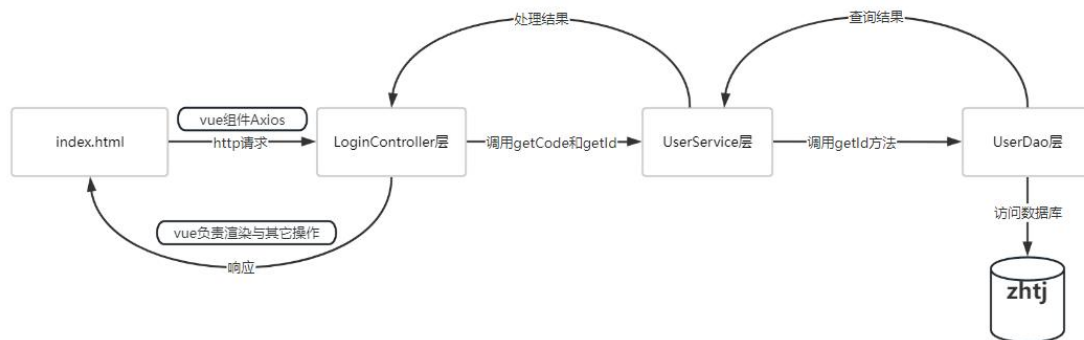 处理结果
查询结果
vue组件Axios
index.html
http请求
LoginController层
调用getCode和getId
UserService层
调用getId方法
UserDao层
vue负责渲染与其它操作
响应
访问数据库
zhtj